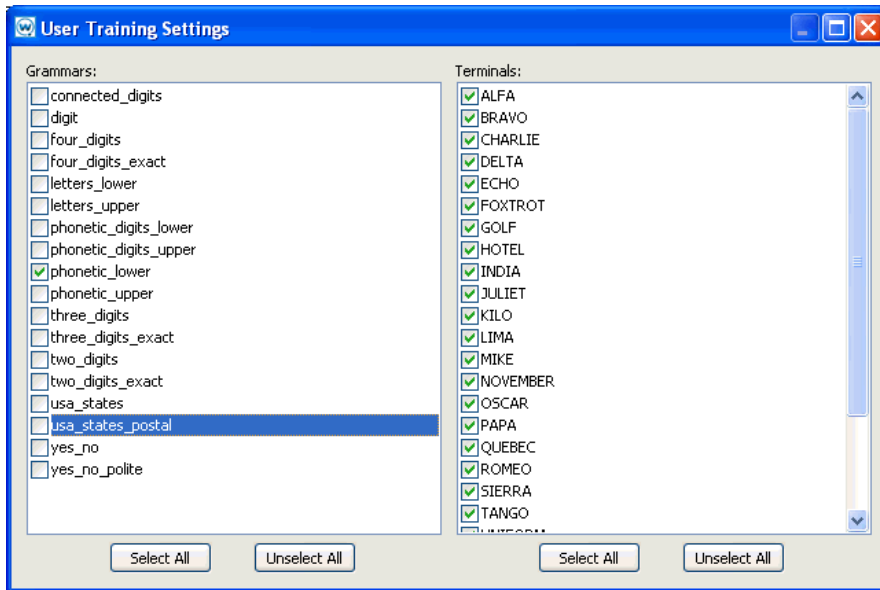 User Training Settings
Grammars:
connected_digits
digit
four_digits
four_digits_exact
letters_lower
letters_upper
phonetic_digits_lower
phonetic_digits_upper
phonetic_lower
phonetic_upper
three_digits
three_digits_exact
two_digits
two_digits_exact
usa_states
usa_states_postal
yes_no
yes_no_polite
Select All
Unselect All
Terminals:
ALFA
BRAVO
CHARLIE
DELTA
ECHO
FOXTROT
GOLF
HOTEL
INDIA
JULIET
KILO
LIMA
MIKE
NOVEMBER
OSCAR
PAPA
QUEBEC
ROMEO
SIERRA
TANGO
UNIFORM
Select All
Unselect All